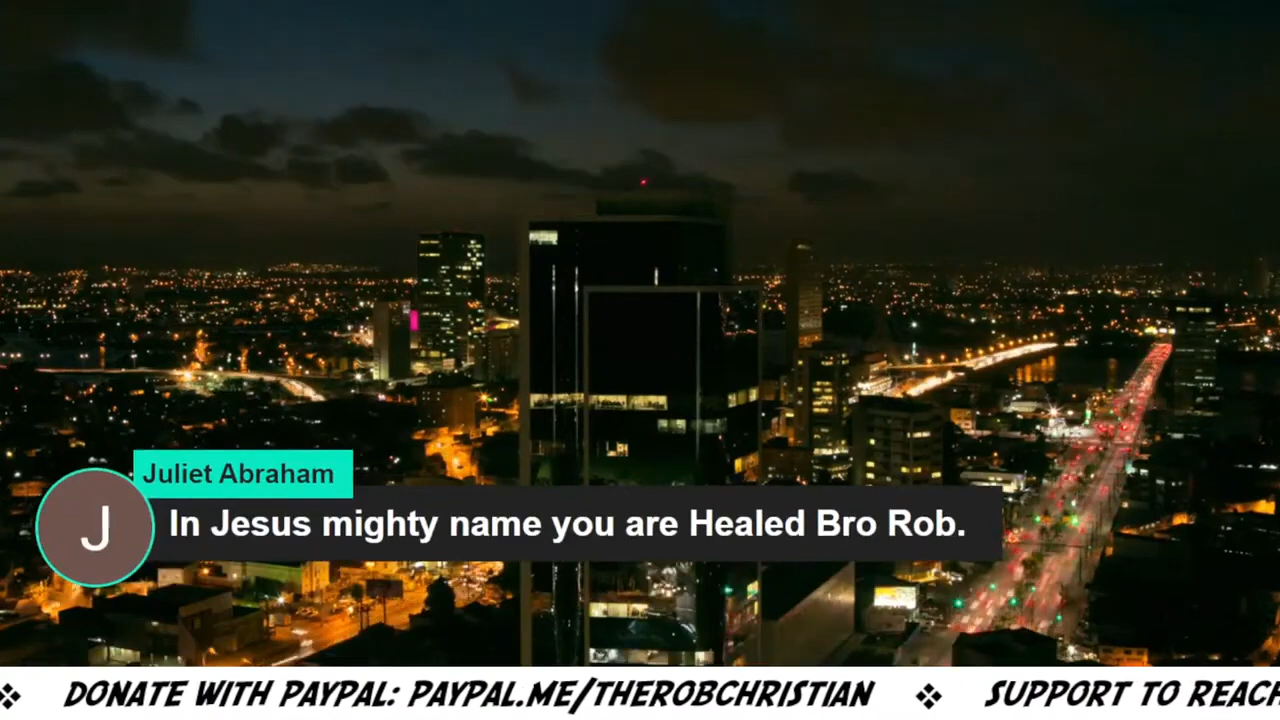 Juliet Abraham
J
In Jesus mighty name you are Healed Bro Rob.
❖ DONATE WITH PAYPAL: PAYPAL.ME/THEROBCHRISTIAN ❖ SUPPORT TO REACH